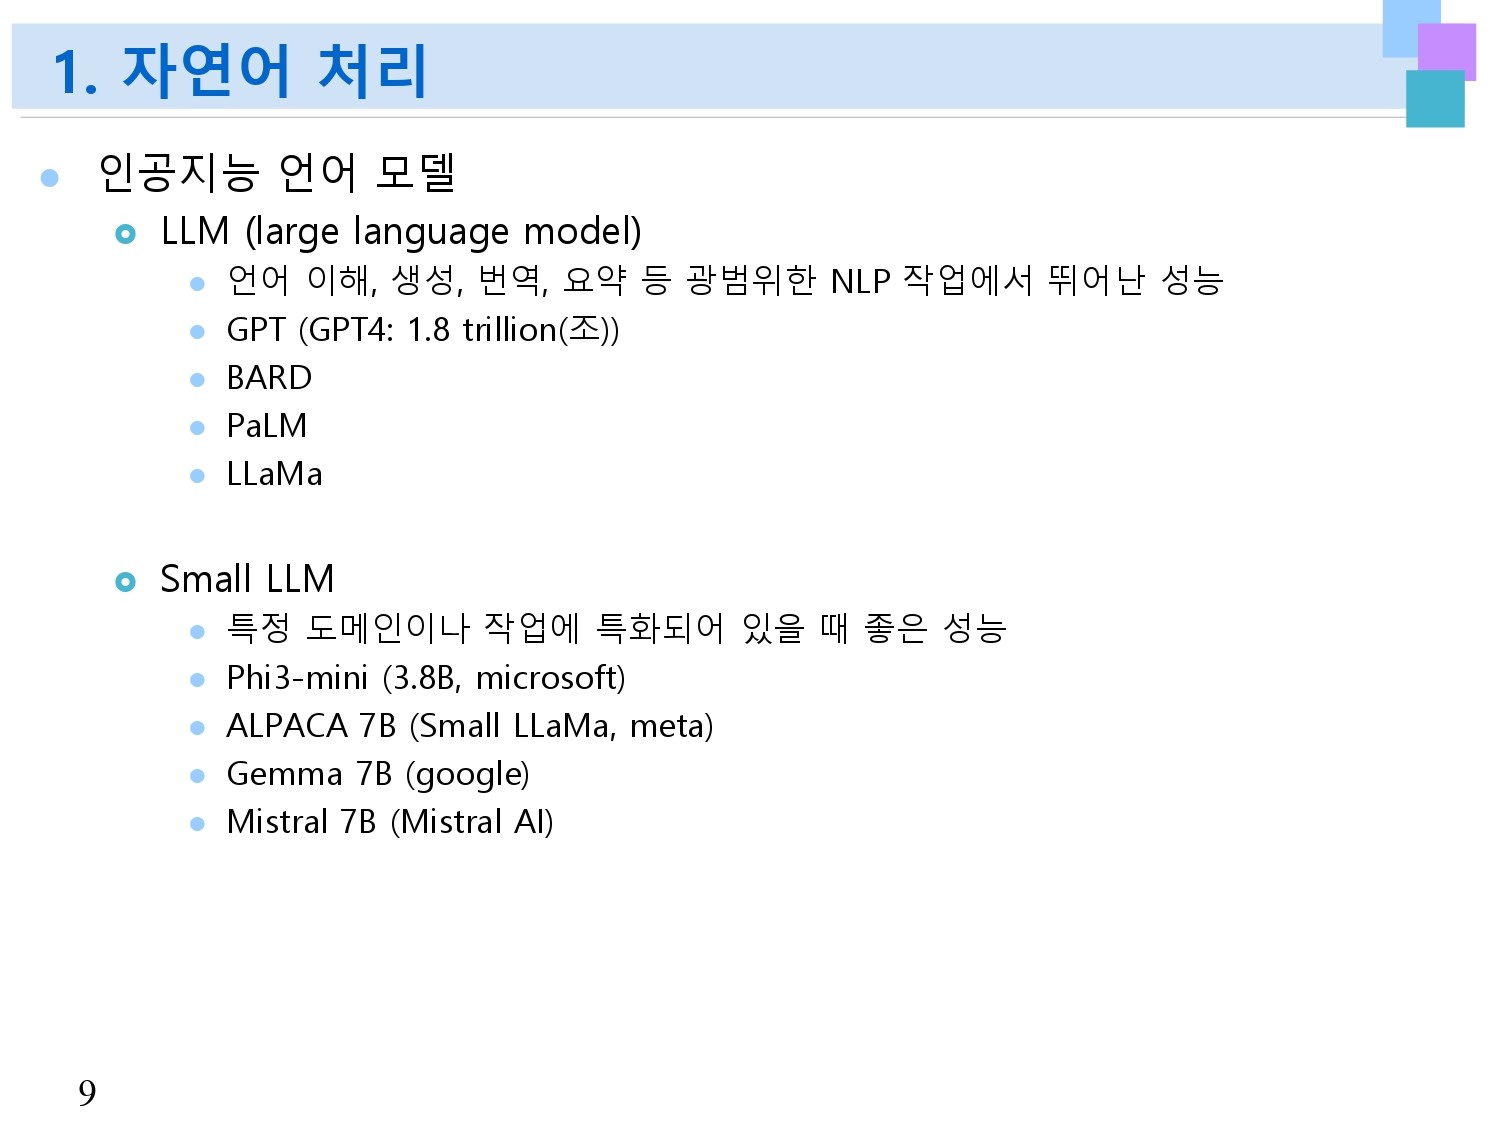 1. 자연어 처리
인공지능 언어 모델
LLM (large language model)
언어 이해, 생성, 번역, 요약 등 광범위한 NLP 작업에서 뛰어난 성능
GPT (GPT4: 1.8 trillion(조))
BARD
PaLM
LLaMa
Small LLM
특정 도메인이나 작업에 특화되어 있을 때 좋은 성능
Phi3-mini (3.8B, microsoft)
ALPACA 7B (Small LLaMa, meta)
Gemma 7B (google)
Mistral 7B (Mistral AI)
9